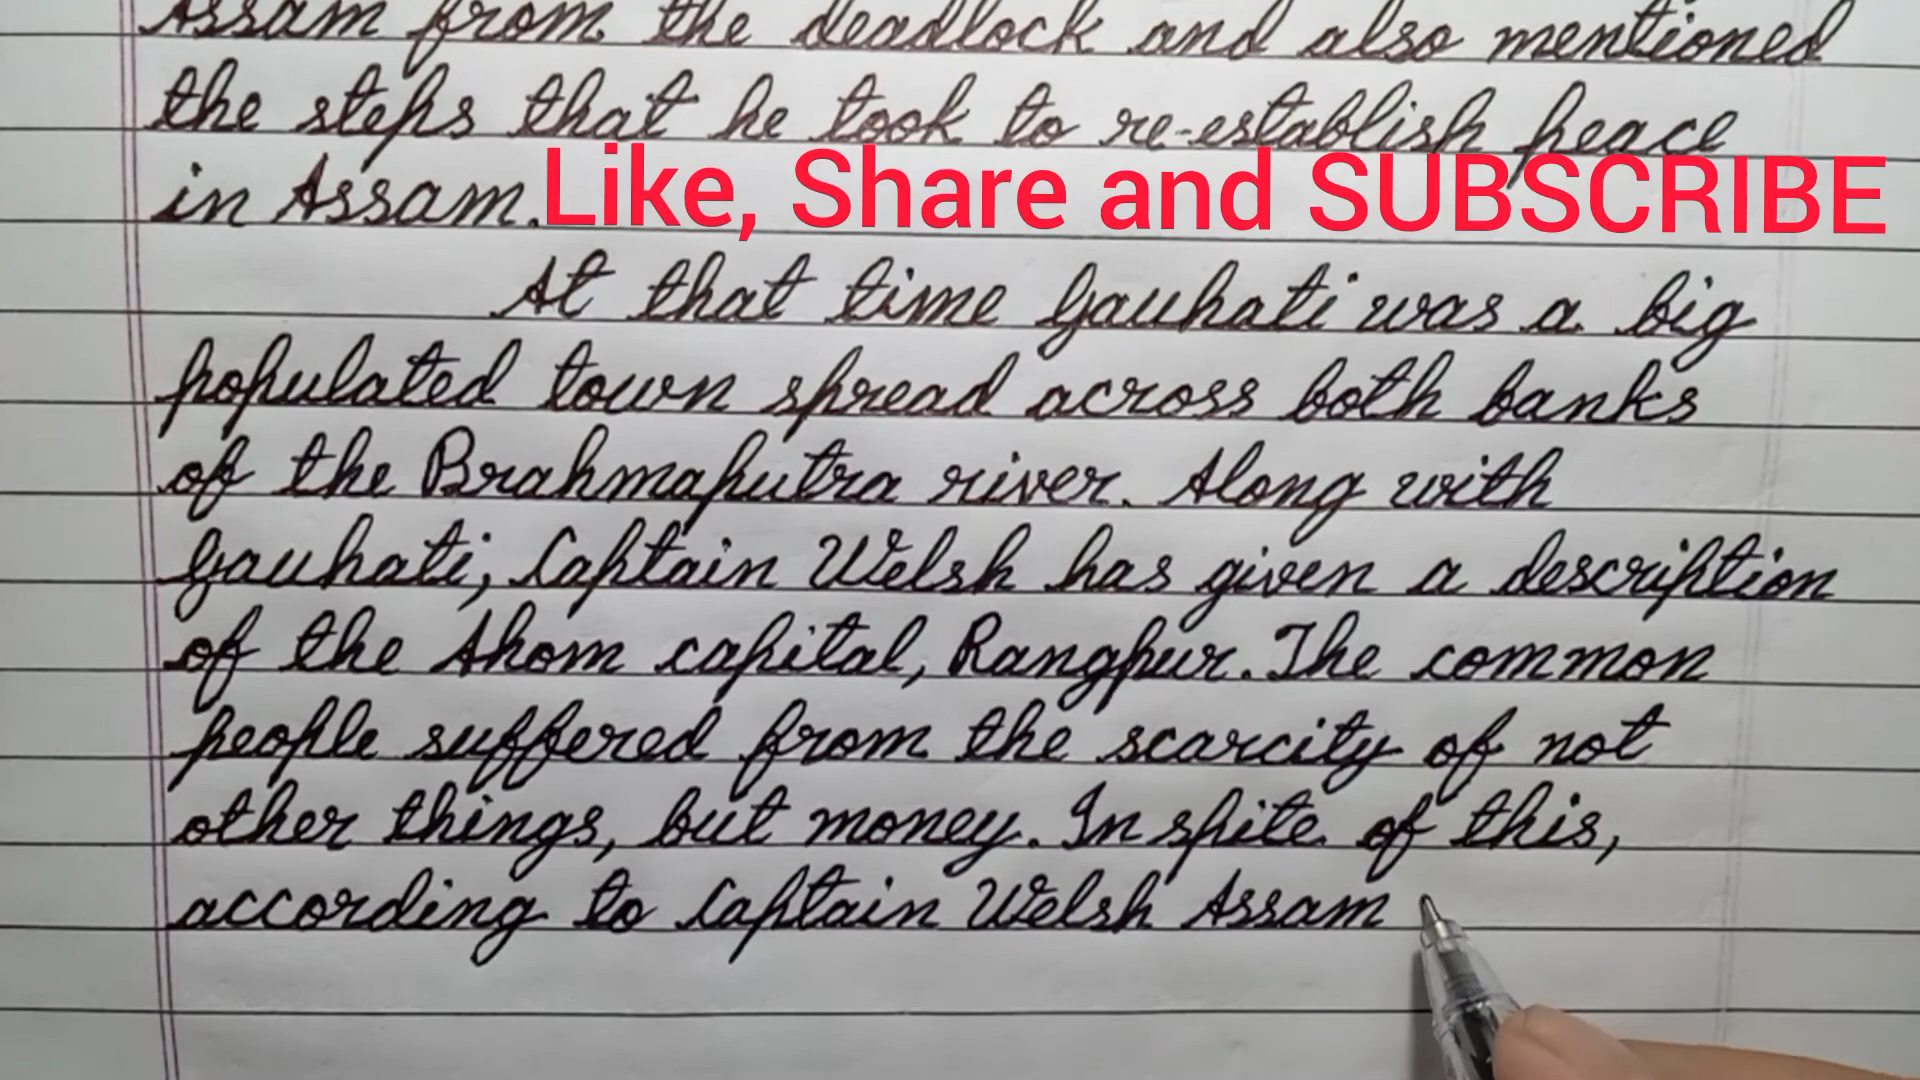 Assam from the deadlock and also mentioned
the steps that he took to re-establish peace
in Assam.
Like, Share and SUBSCRIBE
At that time Gauhati was a big
populated town spread across both banks
of the Brahmaputra river. Along with
Gauhati, Captain Welsh has given a description
of the Ahom capital, Rangpur. The common
people suffered from the scarcity of not
other things, but money. In spite of this,
according to Captain Welsh Assam